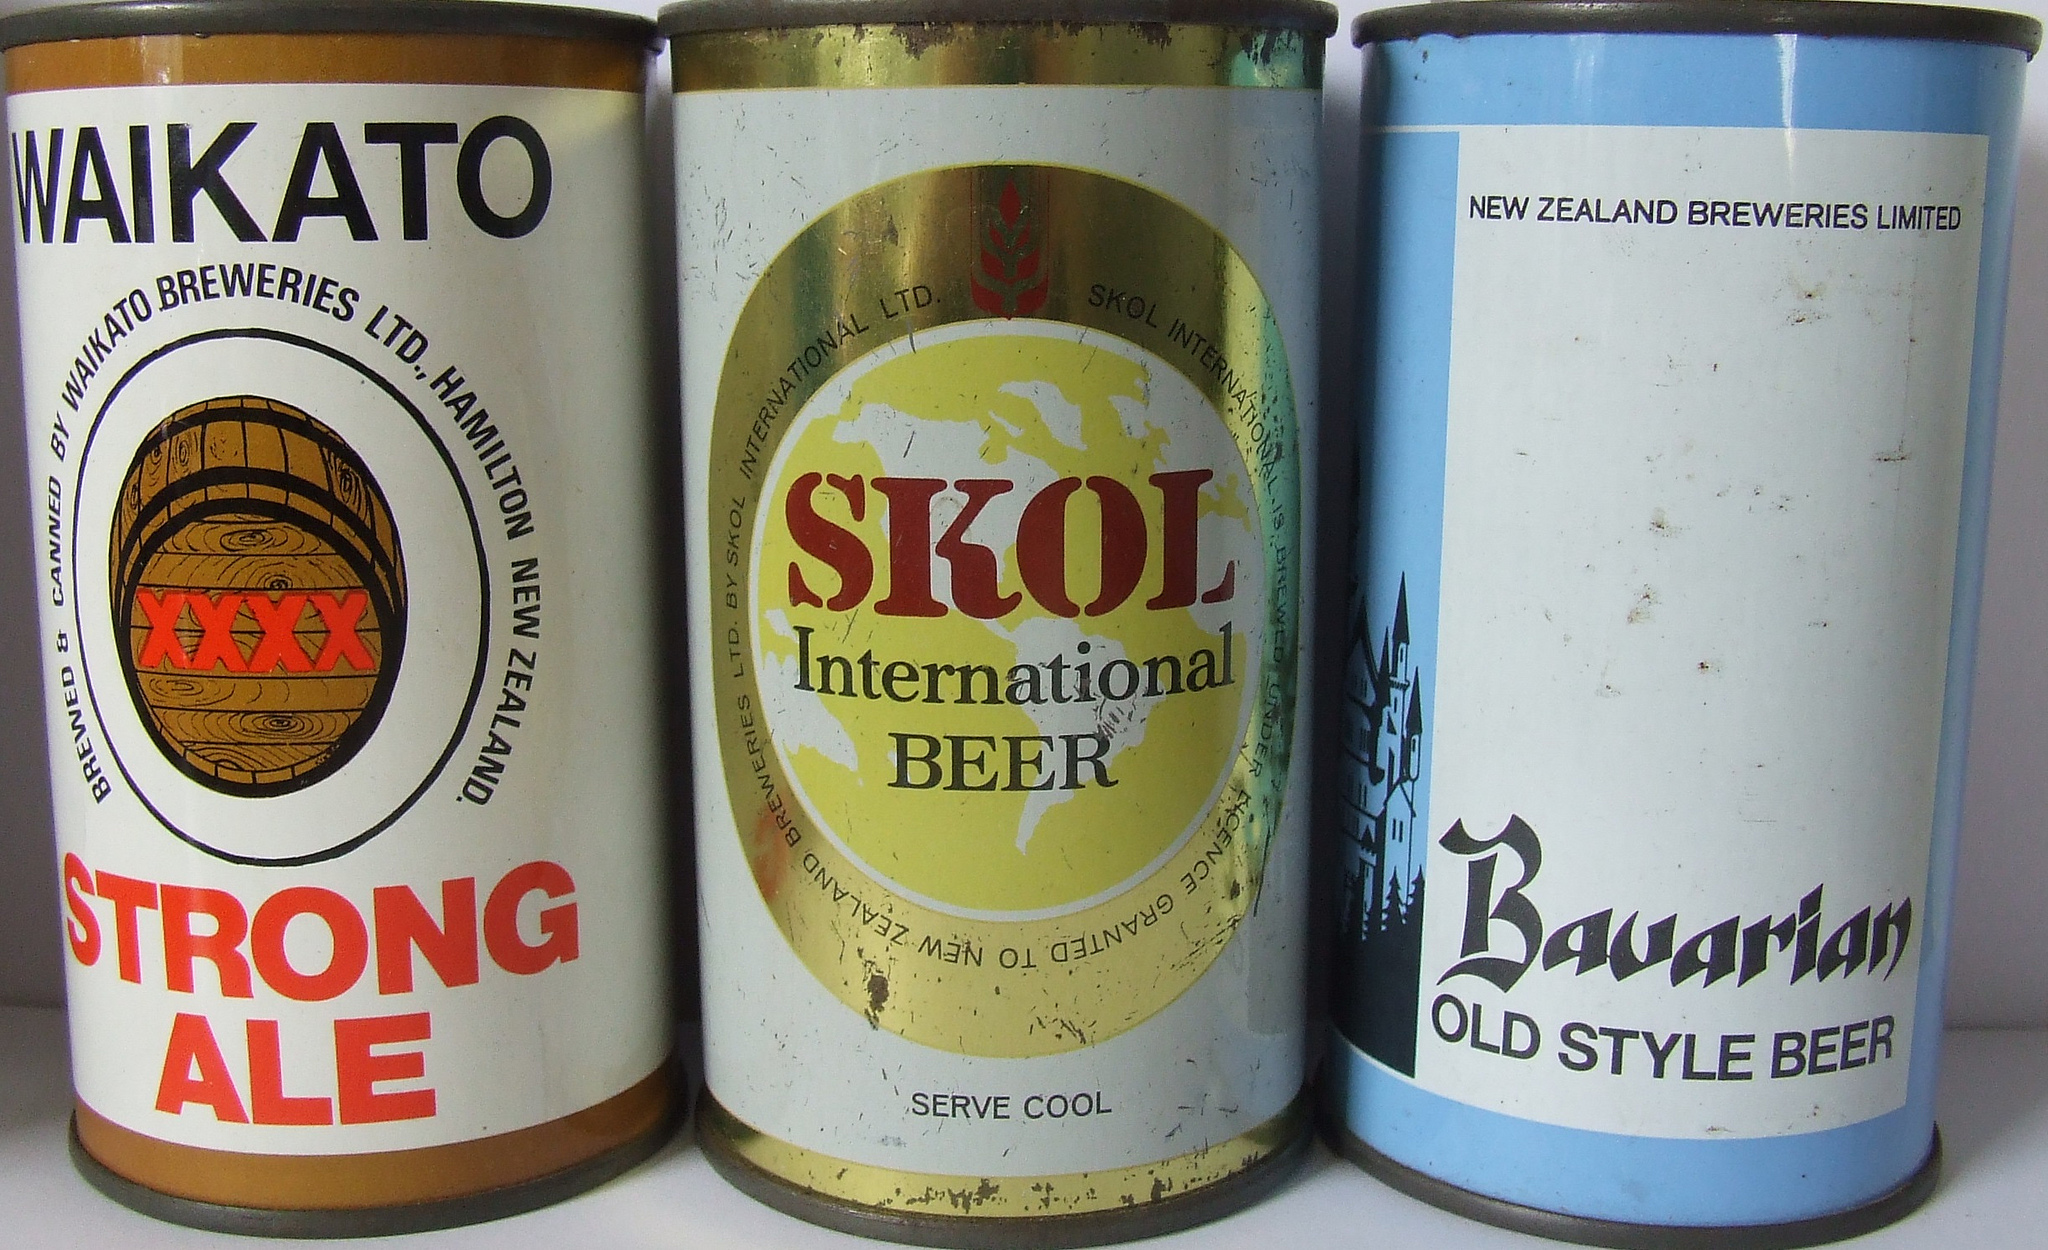 WAIKATO
BREWED & CANNED BY WAIKATO BREWERIES LTD., HAMILTON NEW ZEALAND.
XXXX
STRONG
ALE
SKOL INTERNATIONAL IS BREWED UNDER LICENCE GRANTED TO NEW ZEALAND BREWERIES LTD. BY SKOL INTERNATIONAL LTD.
SKOL
International
BEER
SERVE COOL
NEW ZEALAND BREWERIES LIMITED
Bavarian
OLD STYLE BEER